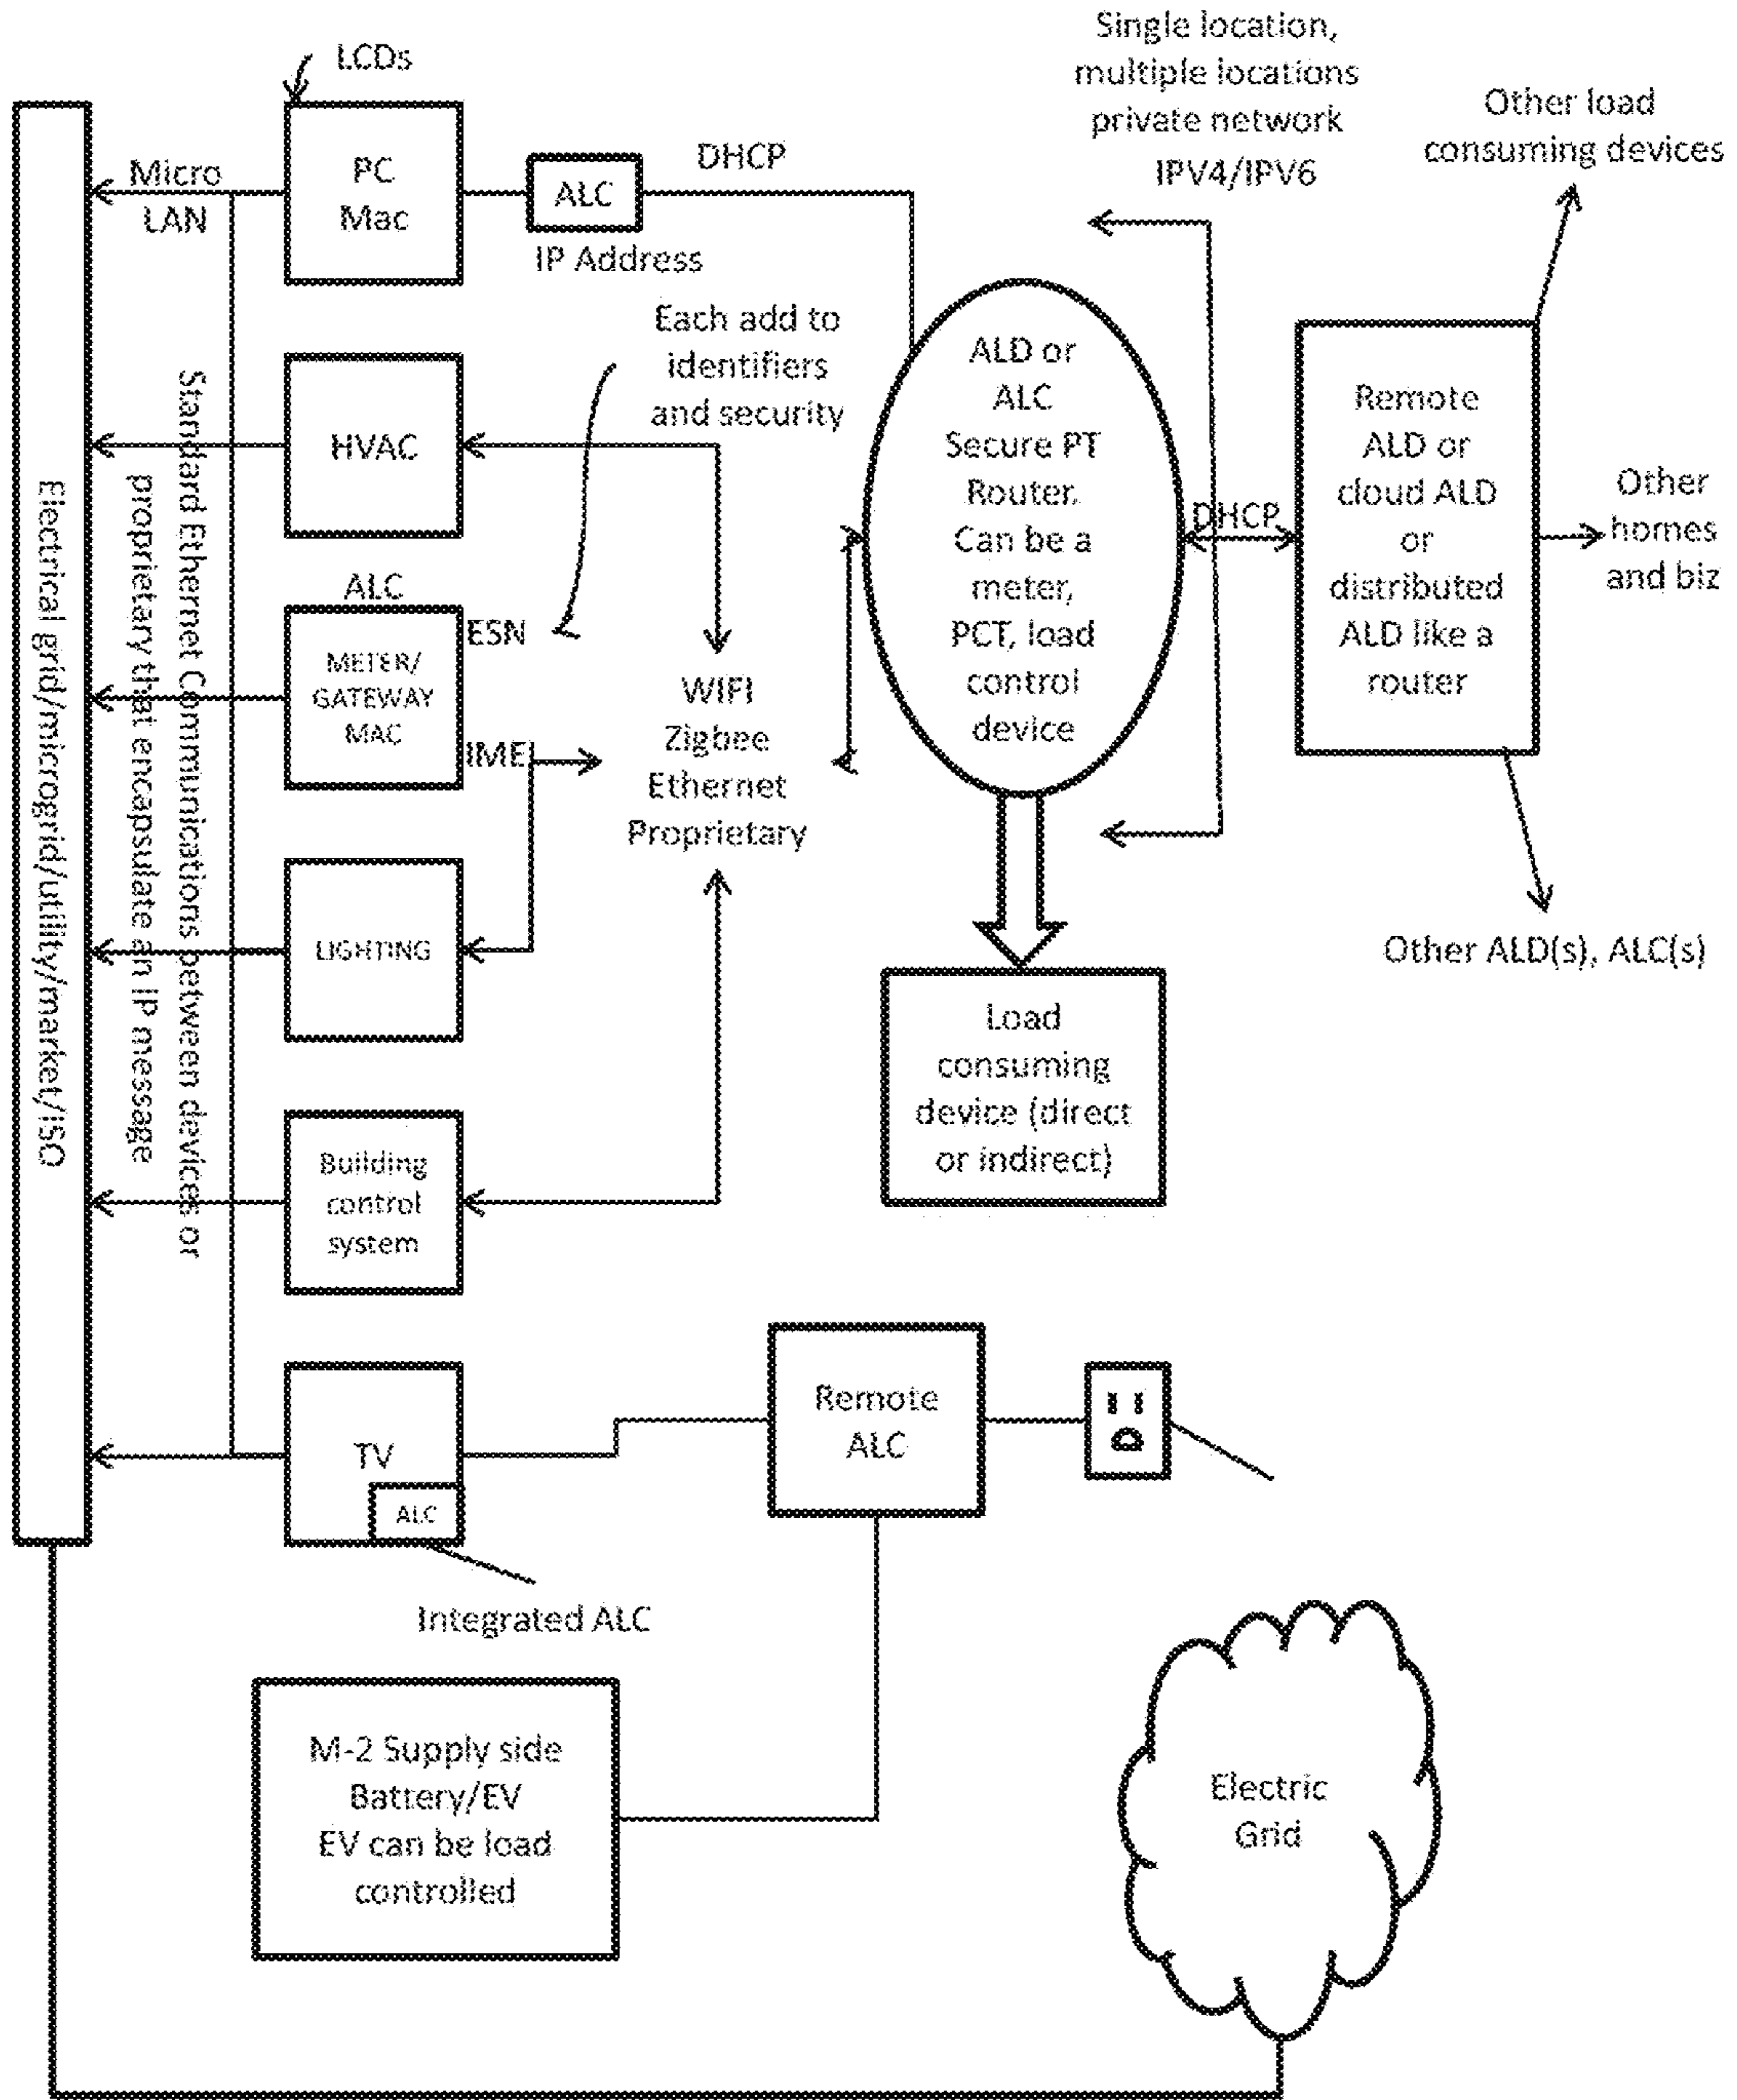 LCDs
Single location,
multiple locations
private network
IPV4/IPV6
Other load
consuming devices
Micro
LAN
PC
Mac
ALC
DHCP
IP Address
Each add to
identifiers
and security
HVAC
ALD or
ALC
Secure PT
Router.
Can be a
meter,
PCT, load
control
device
DHCP
Remote
ALD or
cloud ALD
or
distributed
ALD like a
router
Other
homes
and biz
Electrical grid/microgrid/utility/market/ISO
Standard Ethernet Communications between devices or
proprietary that encapsulate an IP message
ALC
METER/
GATEWAY
MAC
ESN
IMEI
WIFI
Zigbee
Ethernet
Proprietary
LIGHTING
Other ALD(s), ALC(s)
Load
consuming
device (direct
or indirect)
Building
control
system
TV
ALC
Remote
ALC
Integrated ALC
M-2 Supply side
Battery/EV
EV can be load
controlled
Electric
Grid